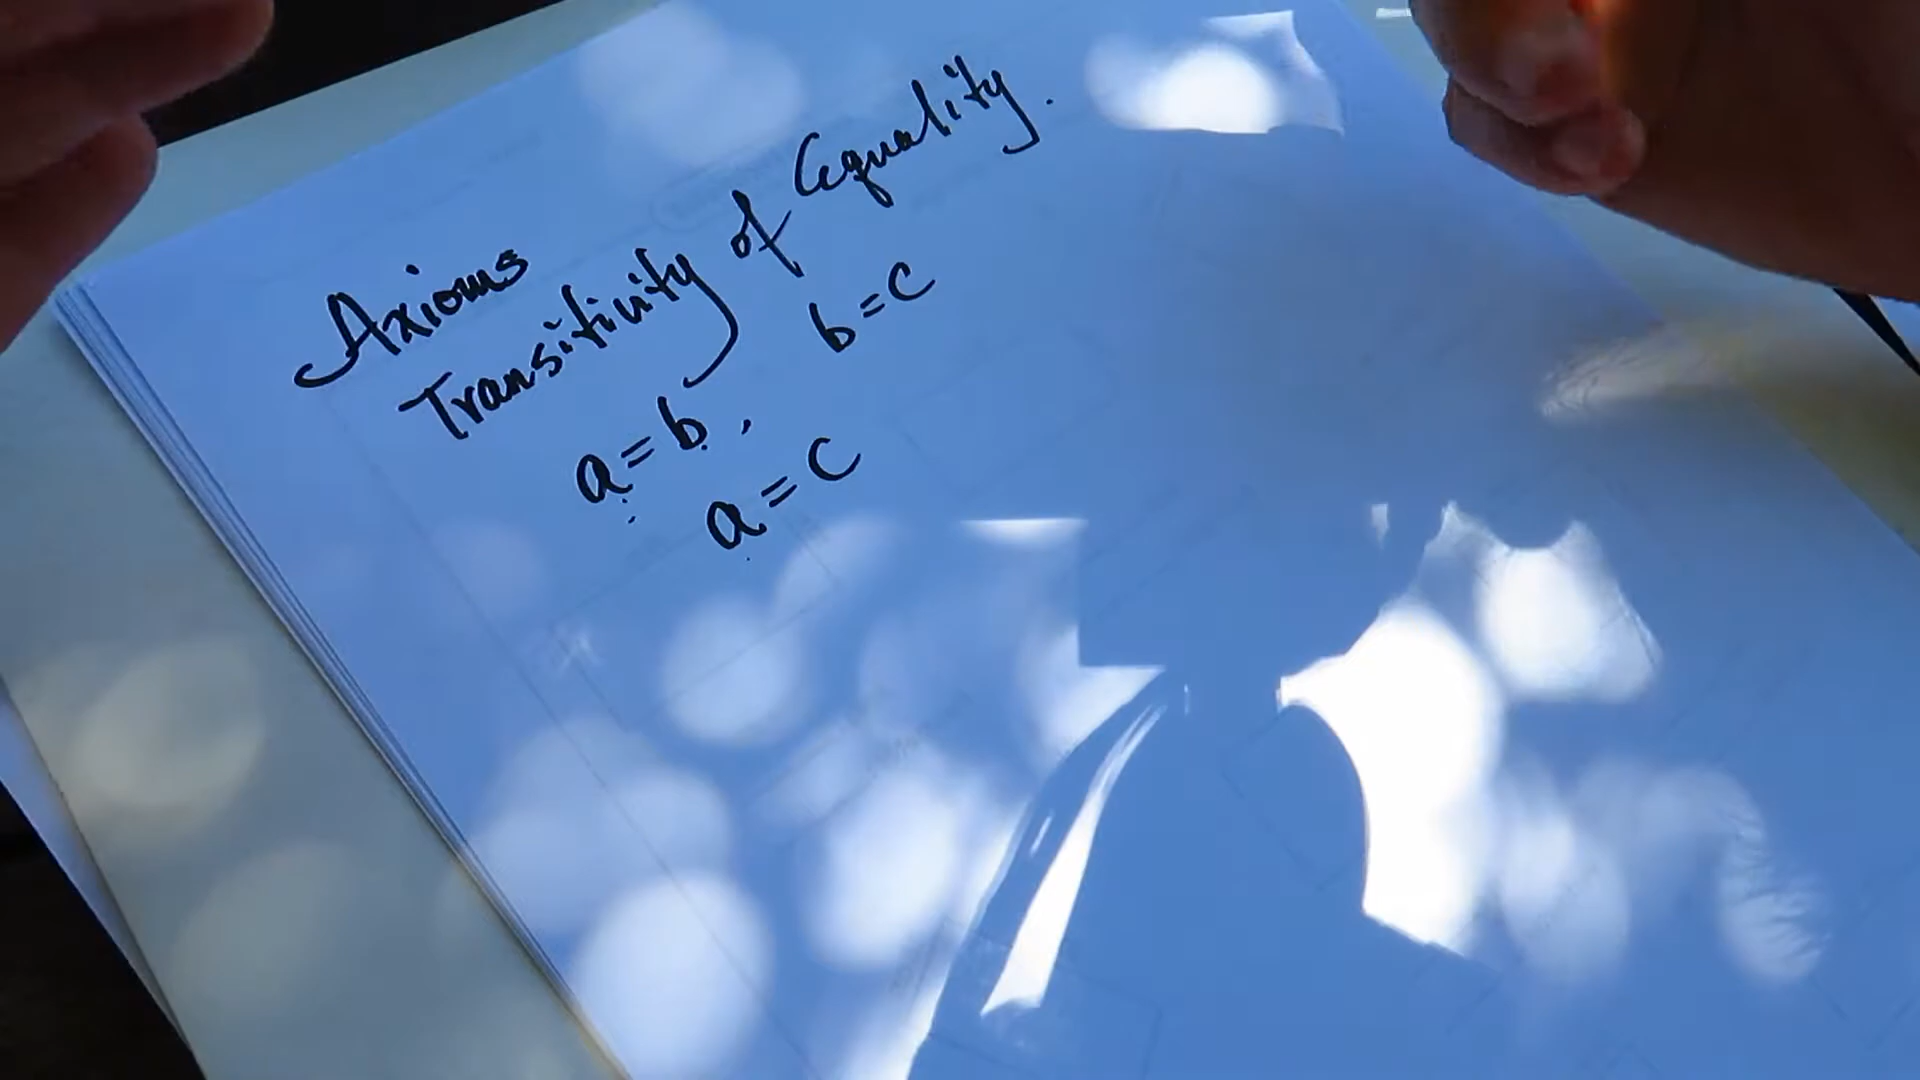 Axioms
Transitivity of Equality.
a = b, b = c
a = c